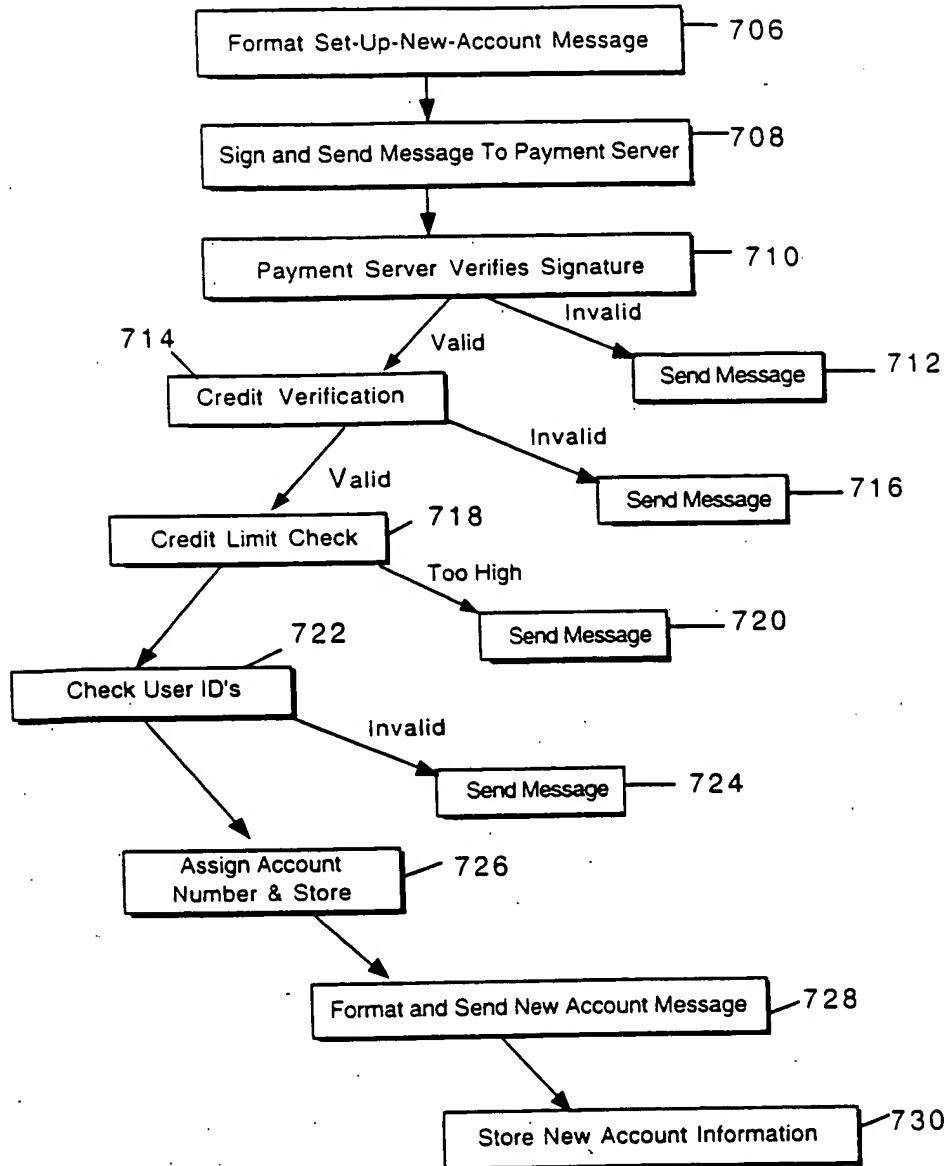 Format Set-Up-New-Account Message
706
Sign and Send Message To Payment Server
708
Payment Server Verifies Signature
710
Invalid
Valid
714
Send Message
712
Credit Verification
Invalid
Valid
Send Message
716
718
Credit Limit Check
Too High
722
Send Message
720
Check User ID's
Invalid
Send Message
724
Assign Account
Number & Store
726
Format and Send New Account Message
728
Store New Account Information
730